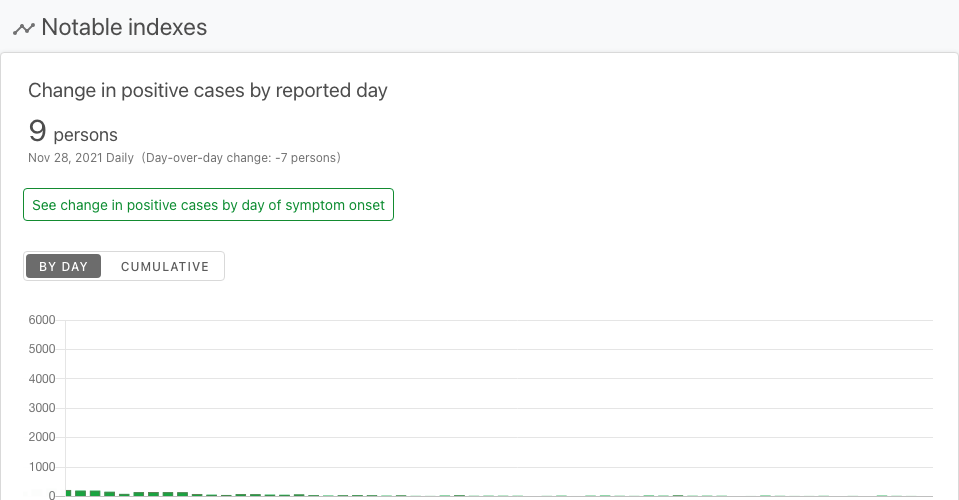 Notable indexes
Change in positive cases by reported day
9 persons
Nov 28, 2021 Daily (Day-over-day change: -7 persons)
See change in positive cases by day of symptom onset
BY DAY CUMULATIVE
6000
5000
4000
3000
2000
1000
0